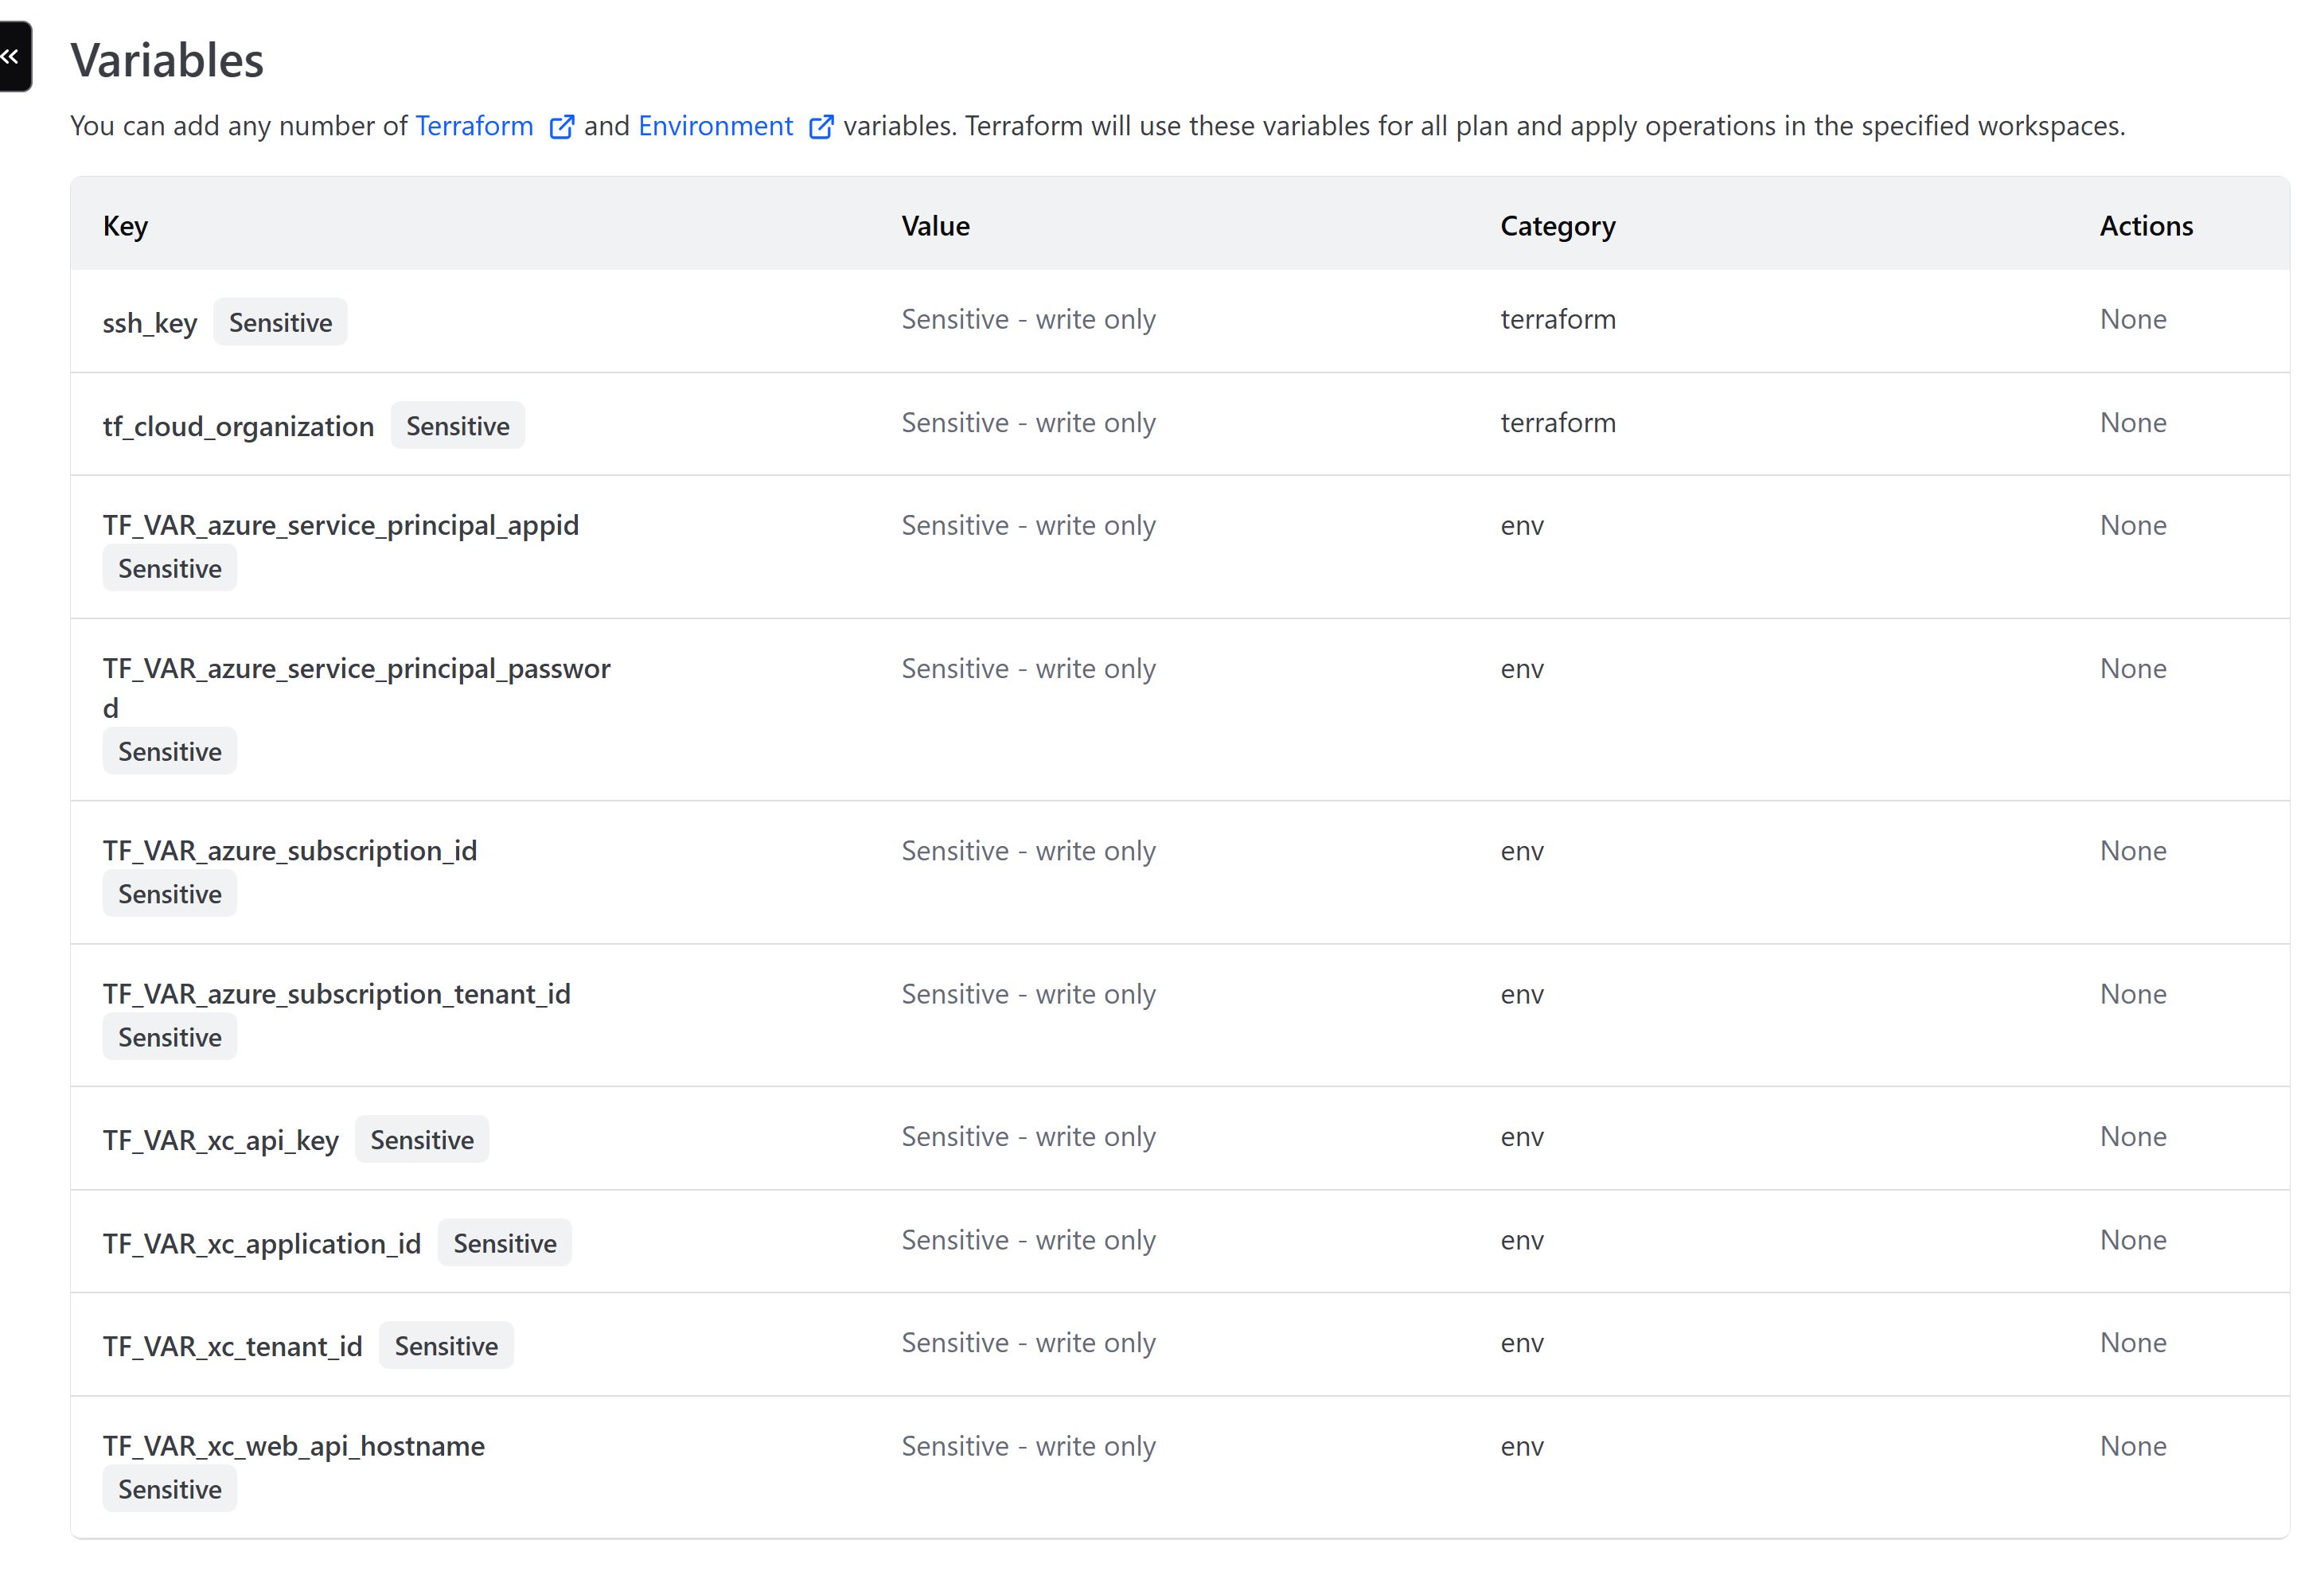 Variables
You can add any number of Terraform and Environment variables. Terraform will use these variables for all plan and apply operations in the specified workspaces.
Key Value Category Actions
ssh_key Sensitive Sensitive - write only terraform None
tf_cloud_organization Sensitive Sensitive - write only terraform None
TF_VAR_azure_service_principal_appid Sensitive - write only env None
Sensitive
TF_VAR_azure_service_principal_passwor Sensitive - write only env None
d
Sensitive
TF_VAR_azure_subscription_id Sensitive - write only env None
Sensitive
TF_VAR_azure_subscription_tenant_id Sensitive - write only env None
Sensitive
TF_VAR_xc_api_key Sensitive Sensitive - write only env None
TF_VAR_xc_application_id Sensitive Sensitive - write only env None
TF_VAR_xc_tenant_id Sensitive Sensitive - write only env None
TF_VAR_xc_web_api_hostname Sensitive - write only env None
Sensitive